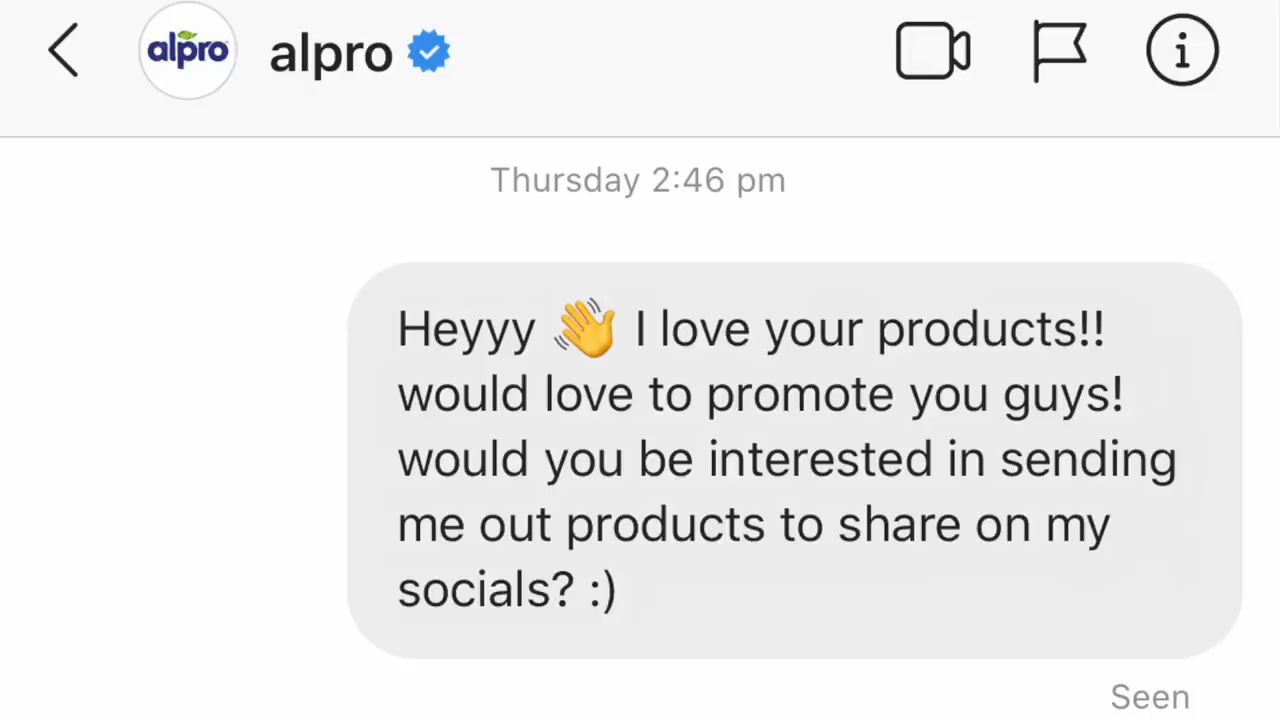 alpro alpro
Thursday 2:46 pm
Heyyy 👋 I love your products!!
would love to promote you guys!
would you be interested in sending
me out products to share on my
socials? :)
Seen